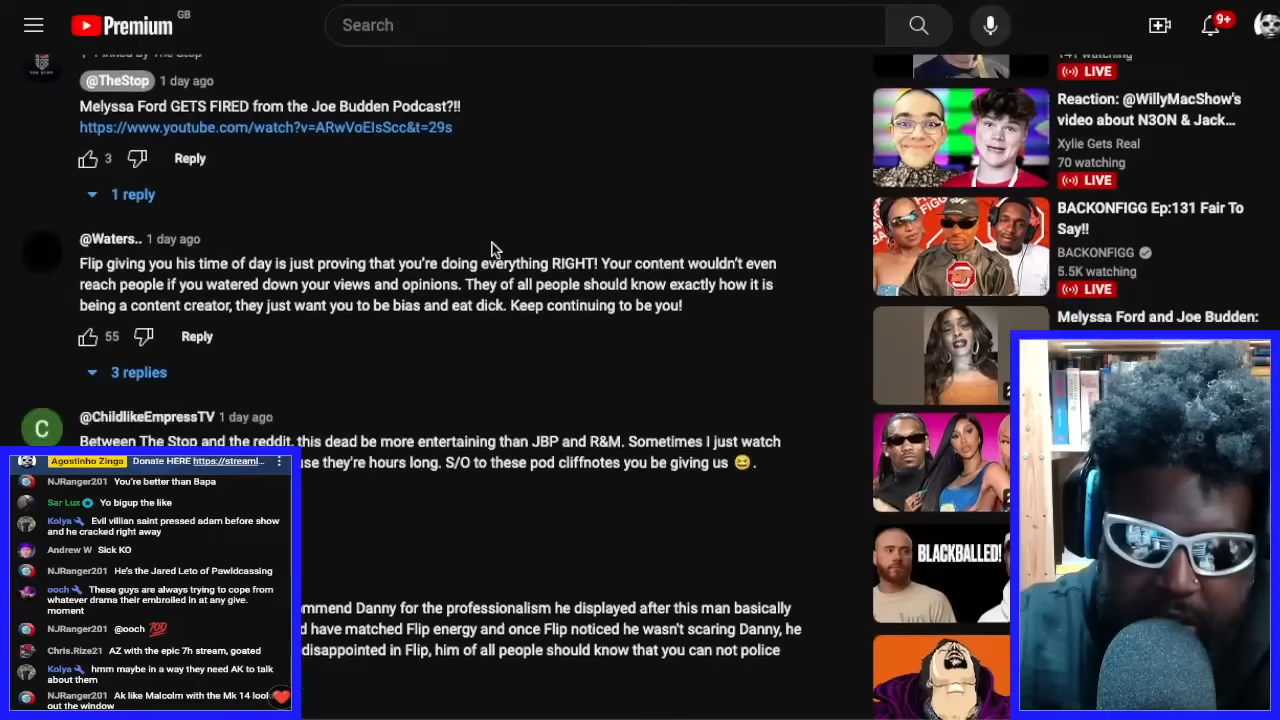 Premium
GB
Search
9+
Pinned by The Stop
@TheStop 1 day ago
Melyssa Ford GETS FIRED from the Joe Budden Podcast?!!
https://www.youtube.com/watch?v=ARwVoEIsScc&t=29s
3 Reply
1 reply
@Waters.. 1 day ago
Flip giving you his time of day is just proving that you're doing everything RIGHT! Your content wouldn't even
reach people if you watered down your views and opinions. They of all people should know exactly how it is
being a content creator, they just want you to be bias and eat dick. Keep continuing to be you!
55 Reply
3 replies
C
@ChildlikeEmpressTV 1 day ago
Between The Stop and the reddit, this dead be more entertaining than JBP and R&M. Sometimes I just watch
use they're hours long. S/O to these pod cliffnotes you be giving us 😆 .
mmend Danny for the professionalism he displayed after this man basically
d have matched Flip energy and once Flip noticed he wasn't scaring Danny, he
disappointed in Flip, him of all people should know that you can not police
Agostinho Zinga Donate HERE https://streaml...
NJRanger201 You're better than Bapa
Sar Lux Yo bigup the like
Kolya Evil villian saint pressed adam before show
and he cracked right away
Andrew W Sick KO
NJRanger201 He's the Jared Leto of Pawldcassing
ooch These guys are always trying to cope from
whatever drama their embroiled in at any give.
moment
NJRanger201 @ooch 💯
Chris.Rize21 AZ with the epic 7h stream, goated
Kolya hmm maybe in a way they need AK to talk
about them
NJRanger201 Ak like Malcolm with the Mk 14 look
out the window
141 watching
LIVE
Reaction: @WillyMacShow's
video about N3ON & Jack...
Xylie Gets Real
70 watching
LIVE
BACKONFIGG Ep:131 Fair To
Say!!
BACKONFIGG
5.5K watching
LIVE
Melyssa Ford and Joe Budden:
BLACKBALLED!